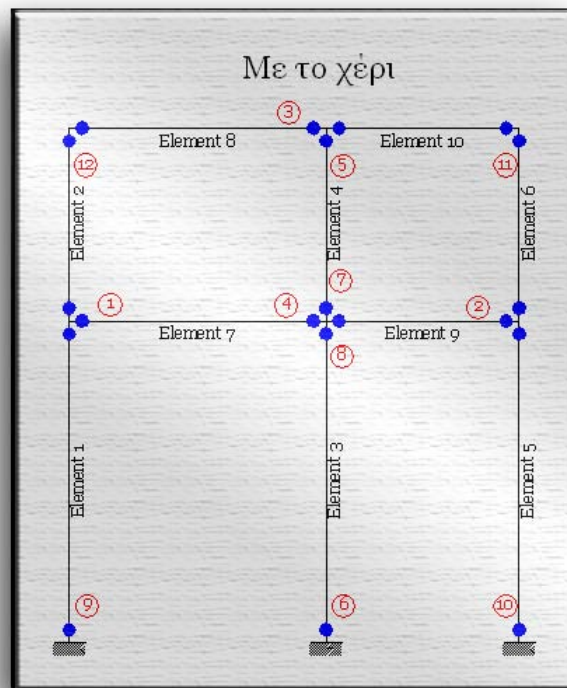 Με το χέρι
3
Element 8
Element 10
12
5
11
Element 2
Element 4
Element 6
7
1
4
2
Element 7
Element 9
8
Element 1
Element 3
Element 5
9
6
10